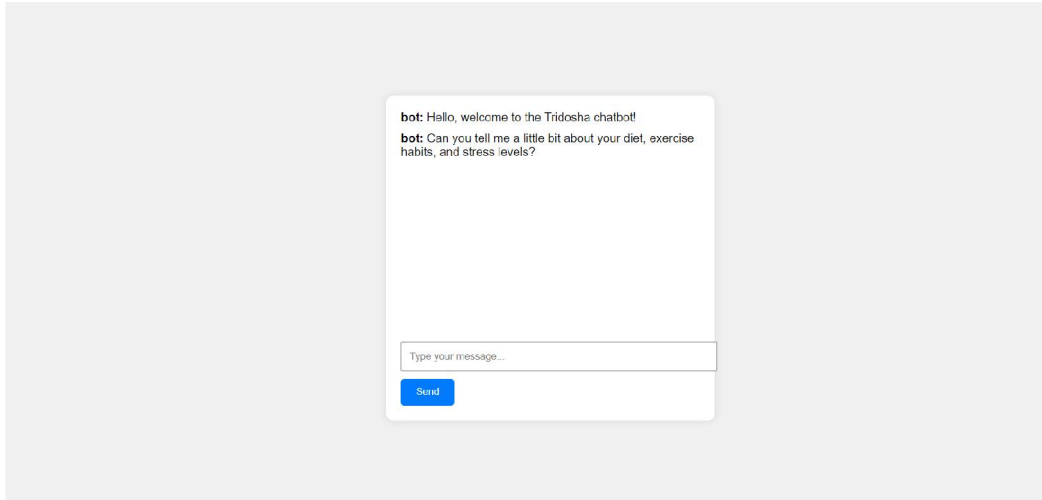 bot: Hello, welcome to the Tridosha chatbot!
bot: Can you tell me a little bit about your diet, exercise
habits, and stress levels?
Type your message...
Send